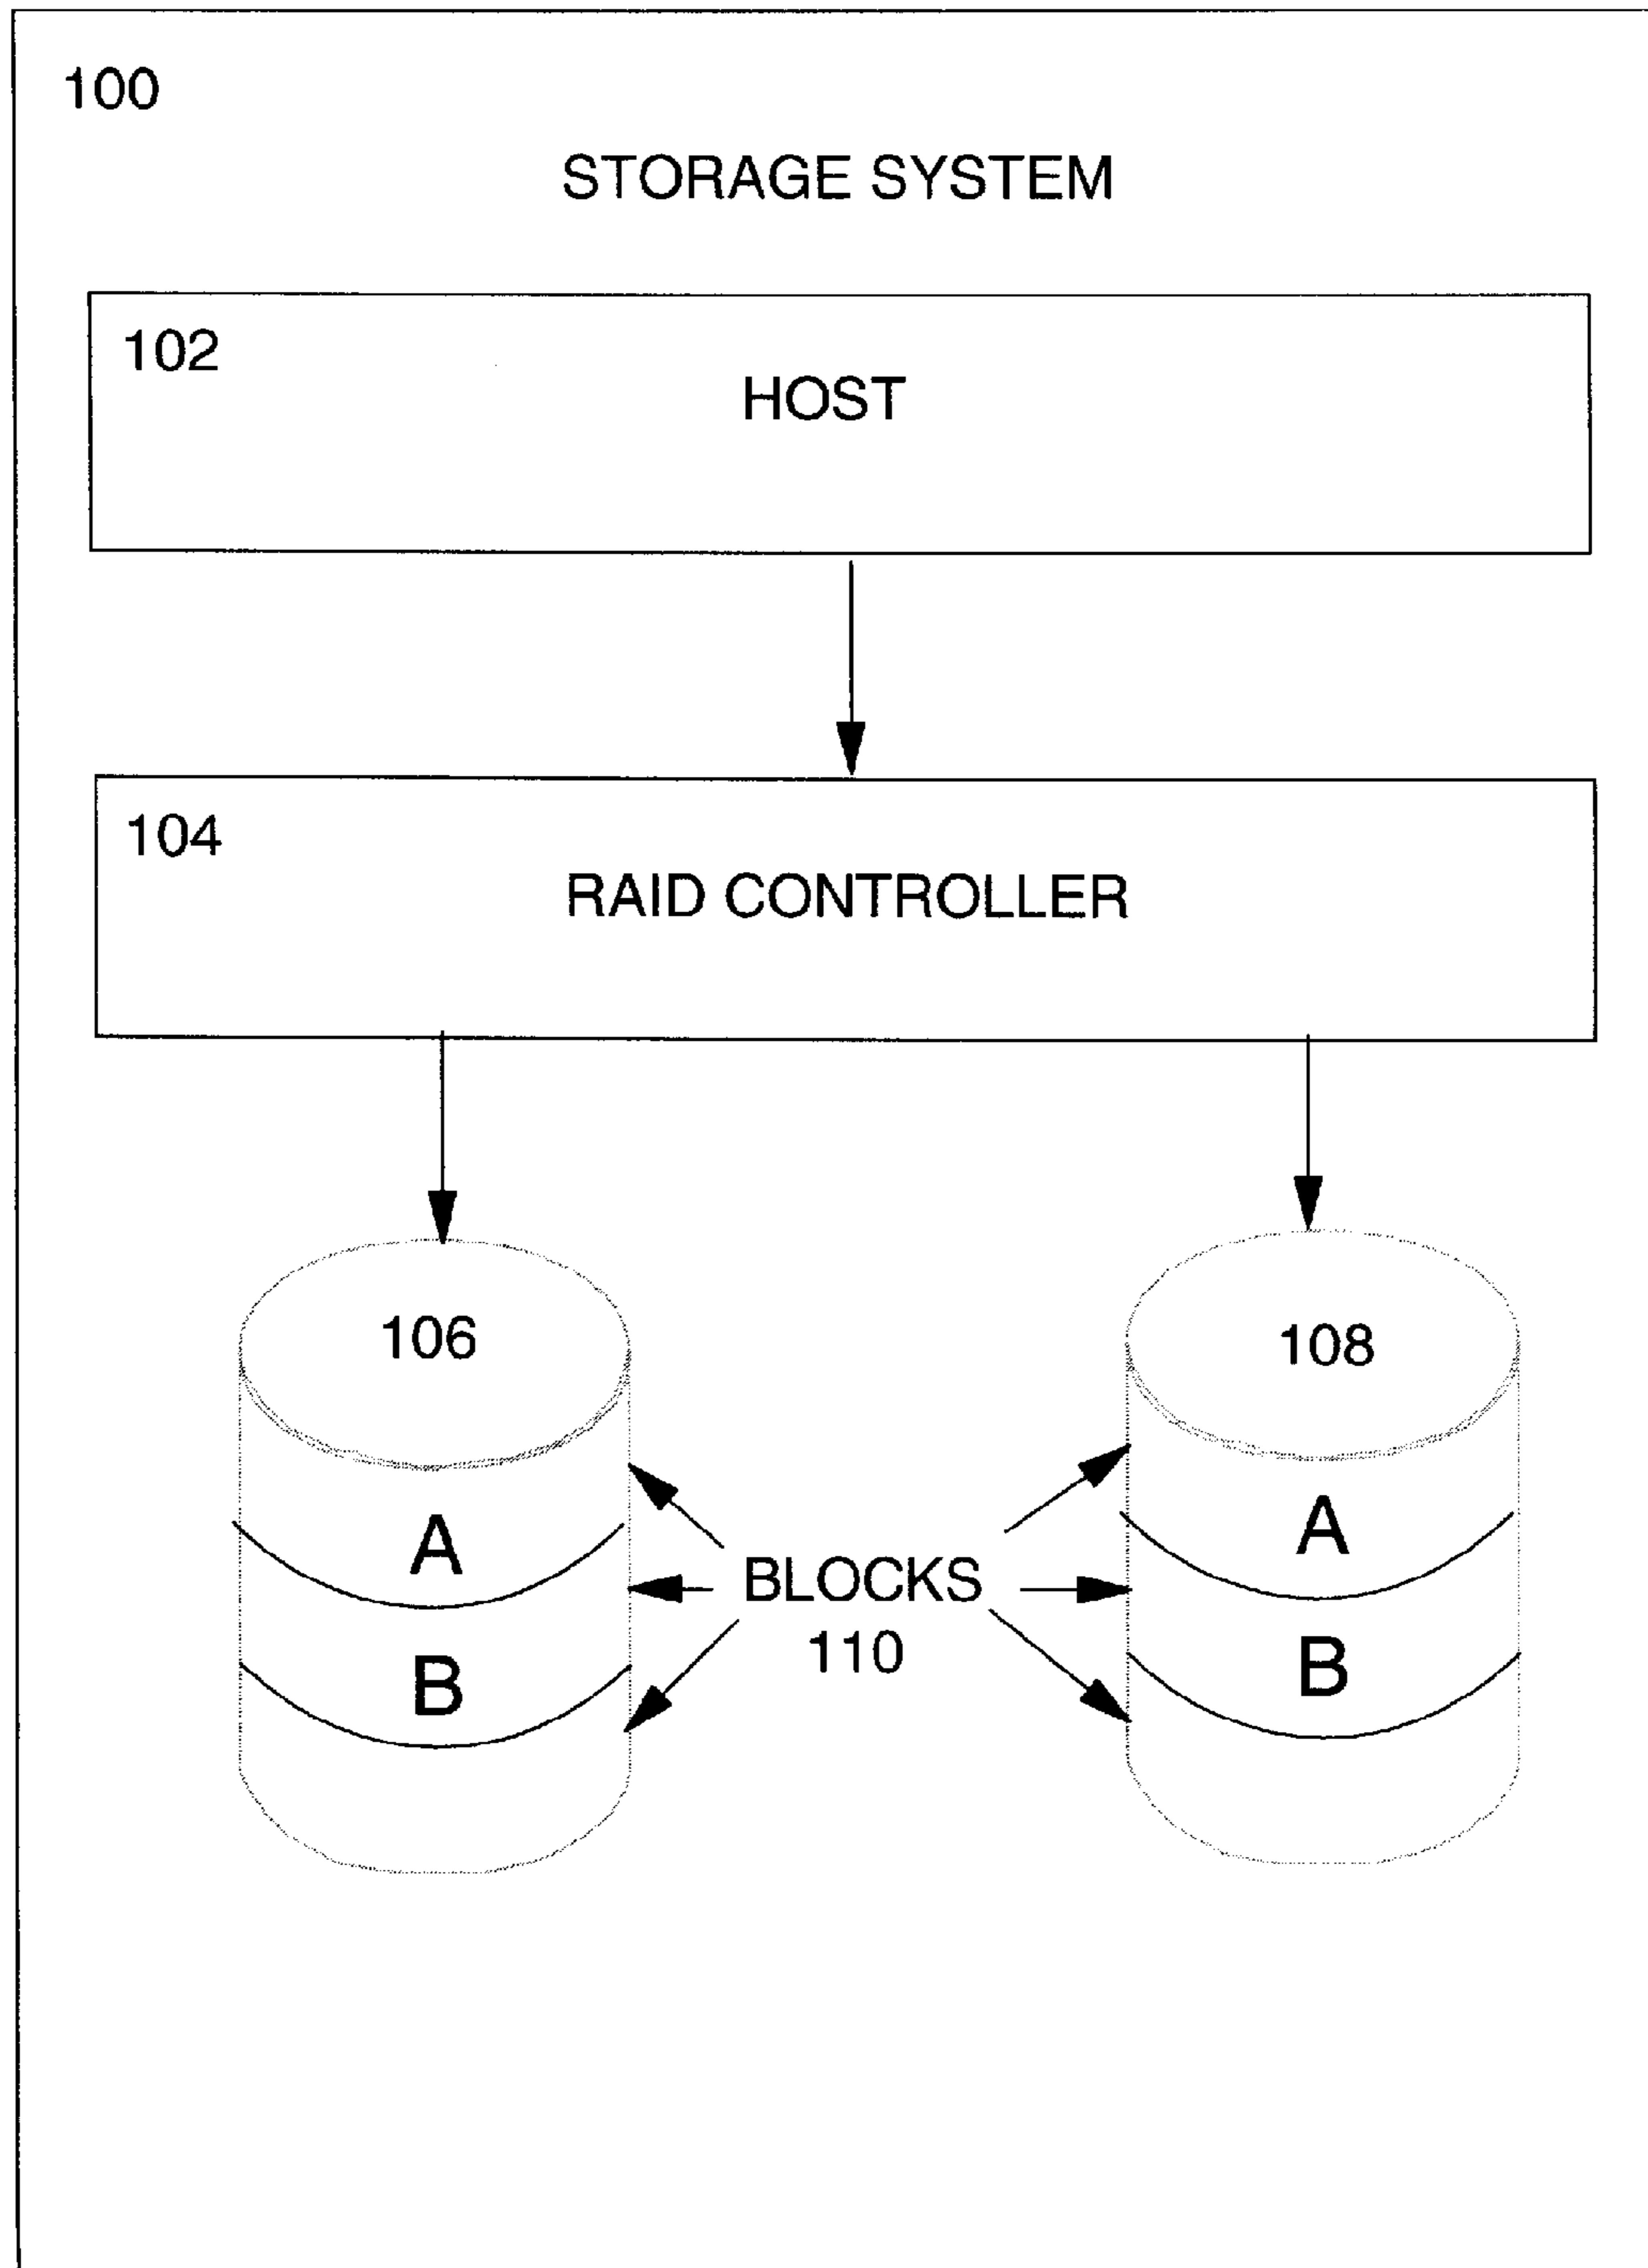 100
STORAGE SYSTEM
102
HOST
104
RAID CONTROLLER
106
108
A
A
BLOCKS
110
B
B